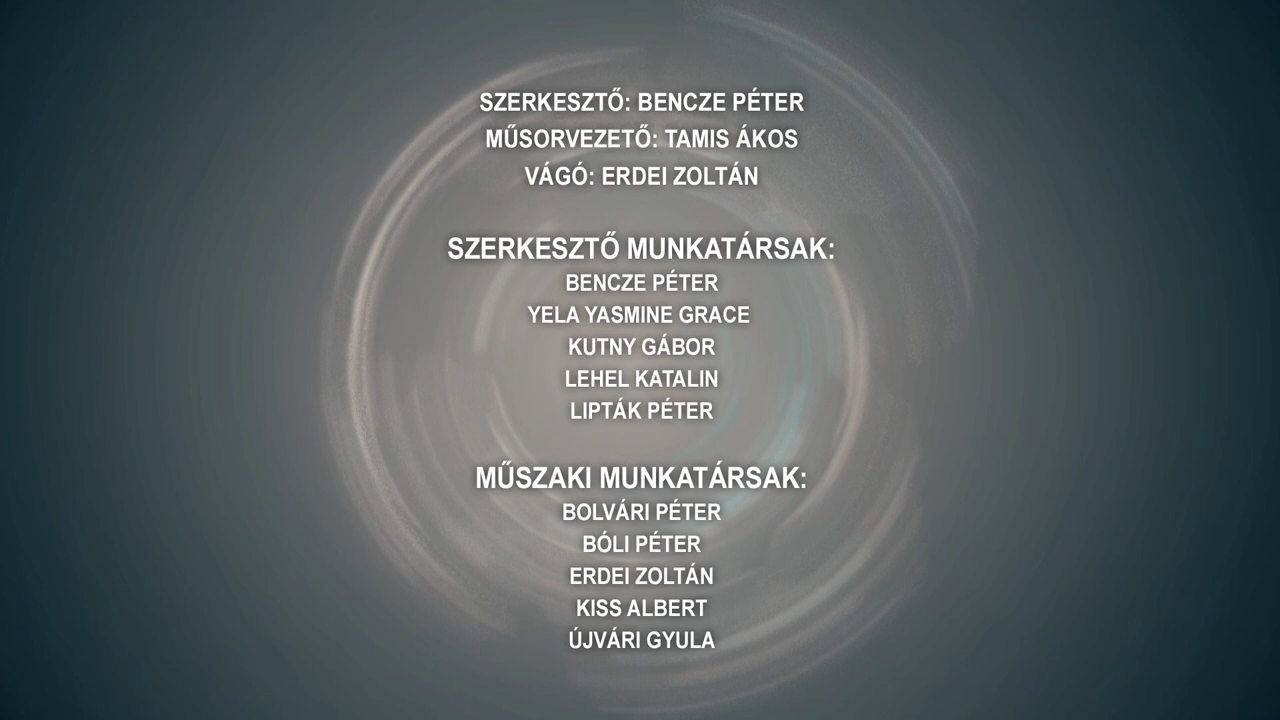 SZERKESZTŐ: BENCZE PÉTER
MŰSORVEZETŐ: TAMIS ÁKOS
VÁGÓ: ERDEI ZOLTÁN
SZERKESZTŐ MUNKATÁRSAK:
BENCZE PÉTER
YELA YASMINE GRACE
KUTNY GÁBOR
LEHEL KATALIN
LIPTÁK PÉTER
MŰSZAKI MUNKATÁRSAK:
BOLVÁRI PÉTER
BÓLI PÉTER
ERDEI ZOLTÁN
KISS ALBERT
ÚJVÁRI GYULA